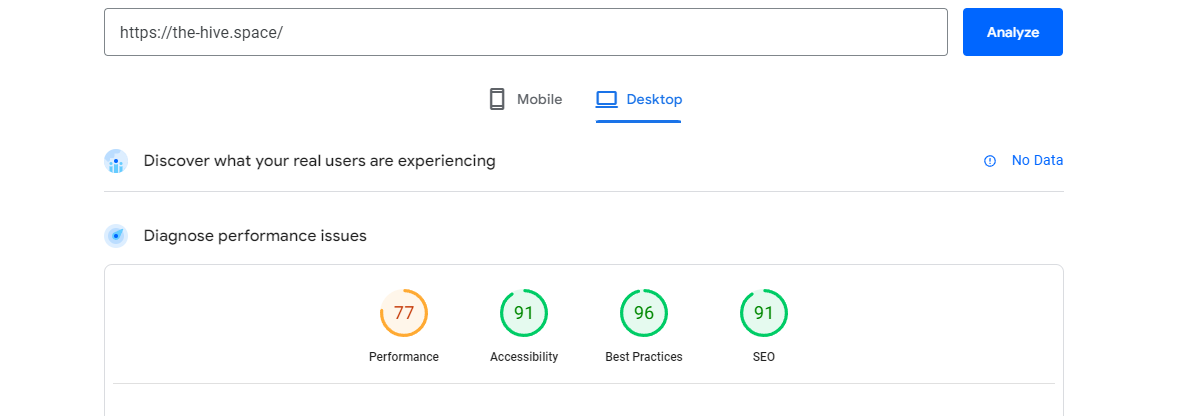 https://the-hive.space/
Analyze
Mobile
Desktop
Discover what your real users are experiencing
No Data
Diagnose performance issues
77
91
96
91
Performance
Accessibility
Best Practices
SEO